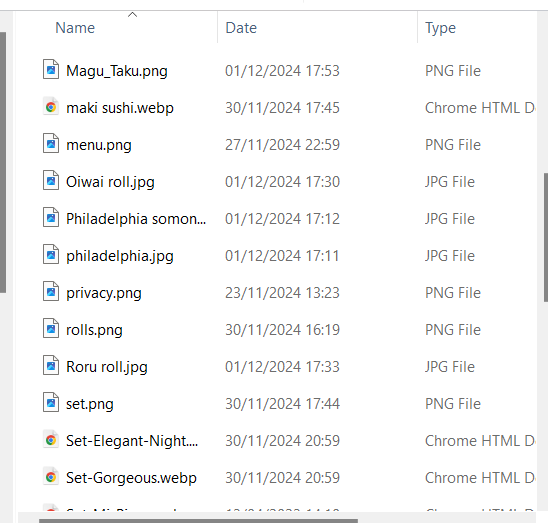 Name Date Type
Magu_Taku.png 01/12/2024 17:53 PNG File
maki sushi.webp 30/11/2024 17:45 Chrome HTML D
menu.png 27/11/2024 22:59 PNG File
Oiwai roll.jpg 01/12/2024 17:30 JPG File
Philadelphia somon... 01/12/2024 17:12 JPG File
philadelphia.jpg 01/12/2024 17:11 JPG File
privacy.png 23/11/2024 13:23 PNG File
rolls.png 30/11/2024 16:19 PNG File
Roru roll.jpg 01/12/2024 17:33 JPG File
set.png 30/11/2024 17:44 PNG File
Set-Elegant-Night.... 30/11/2024 20:59 Chrome HTML D
Set-Gorgeous.webp 30/11/2024 20:59 Chrome HTML D